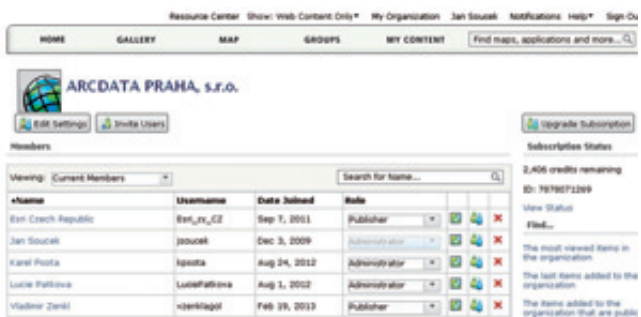 Resource Center Show: Web Content Only My Organization Jan Soucek Notifications Help Sign Ou
HOME GALLERY MAP GROUPS MY CONTENT Find maps, applications and more...
ARCDATA PRAHA, s.r.o.
Edit Settings Invite Users Upgrade Subscription
Members Subscription Status
Viewing: Current Members Search for Name... 2,406 credits remaining
ID: 7878071269
Name Username Date Joined Role View Status
Esri Czech Republic Esri_cz_CZ Sep 7, 2011 Publisher Find...
Jan Soucek jsoucek Dec 3, 2009 Administrator The most viewed items in
the organization
Karel Psota kpsota Aug 24, 2012 Administrator The last items added to the
organization
Lucie Patkova LuciePatkova Aug 1, 2012 Administrator
Vladimir Zenkl vzenklagol Feb 19, 2013 Publisher The items added to the
organization that are public